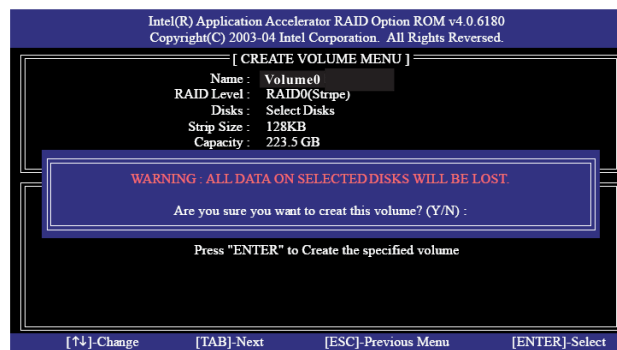 Intel(R) Application Accelerator RAID Option ROM v4.0.6180
Copyright(C) 2003-04 Intel Corporation. All Rights Reversed.
[ CREATE VOLUME MENU ]
Name : Volume0
RAID Level : RAID0(Stripe)
Disks : Select Disks
Strip Size : 128KB
Capacity : 223.5 GB
WARNING : ALL DATA ON SELECTED DISKS WILL BE LOST.
Are you sure you want to creat this volume? (Y/N) :
Press "ENTER" to Create the specified volume
[↑↓]-Change [TAB]-Next [ESC]-Previous Menu [ENTER]-Select